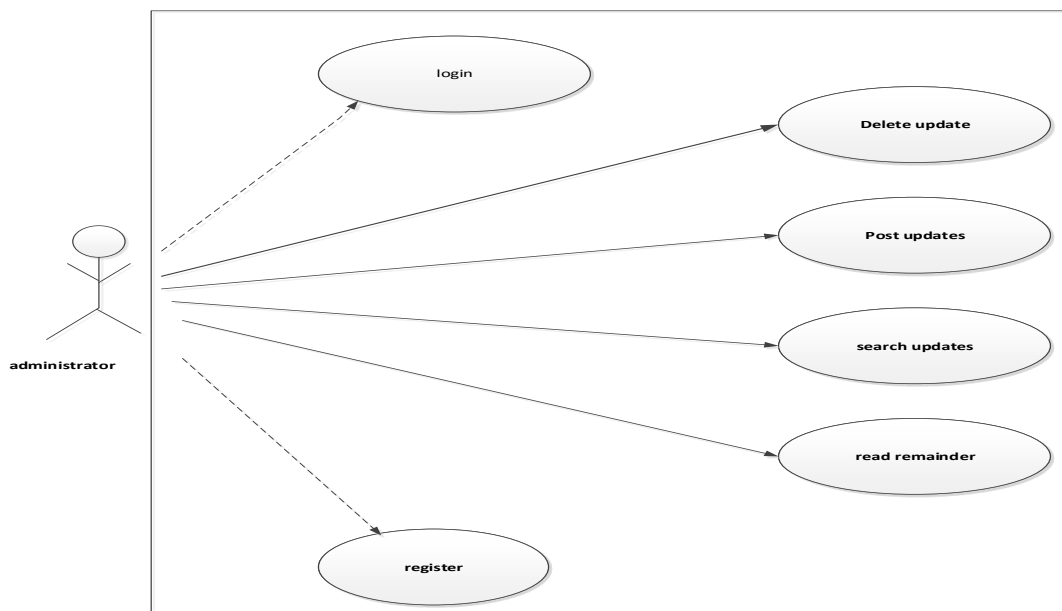 login
Delete update
Post updates
search updates
administrator
read remainder
register